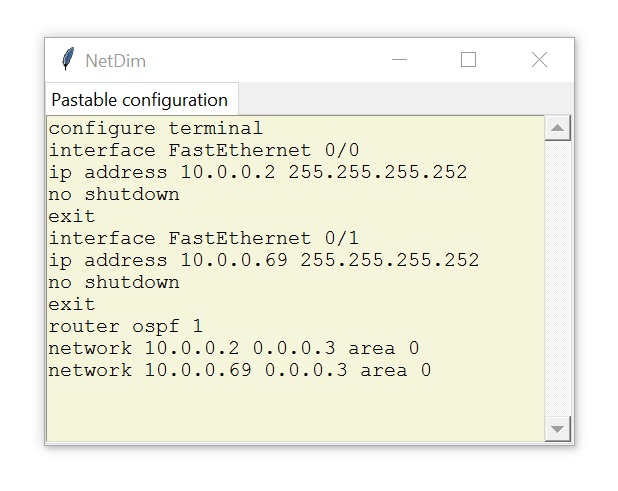 NetDim
Pastable configuration
configure terminal
interface FastEthernet 0/0
ip address 10.0.0.2 255.255.255.252
no shutdown
exit
interface FastEthernet 0/1
ip address 10.0.0.69 255.255.255.252
no shutdown
exit
router ospf 1
network 10.0.0.2 0.0.0.3 area 0
network 10.0.0.69 0.0.0.3 area 0